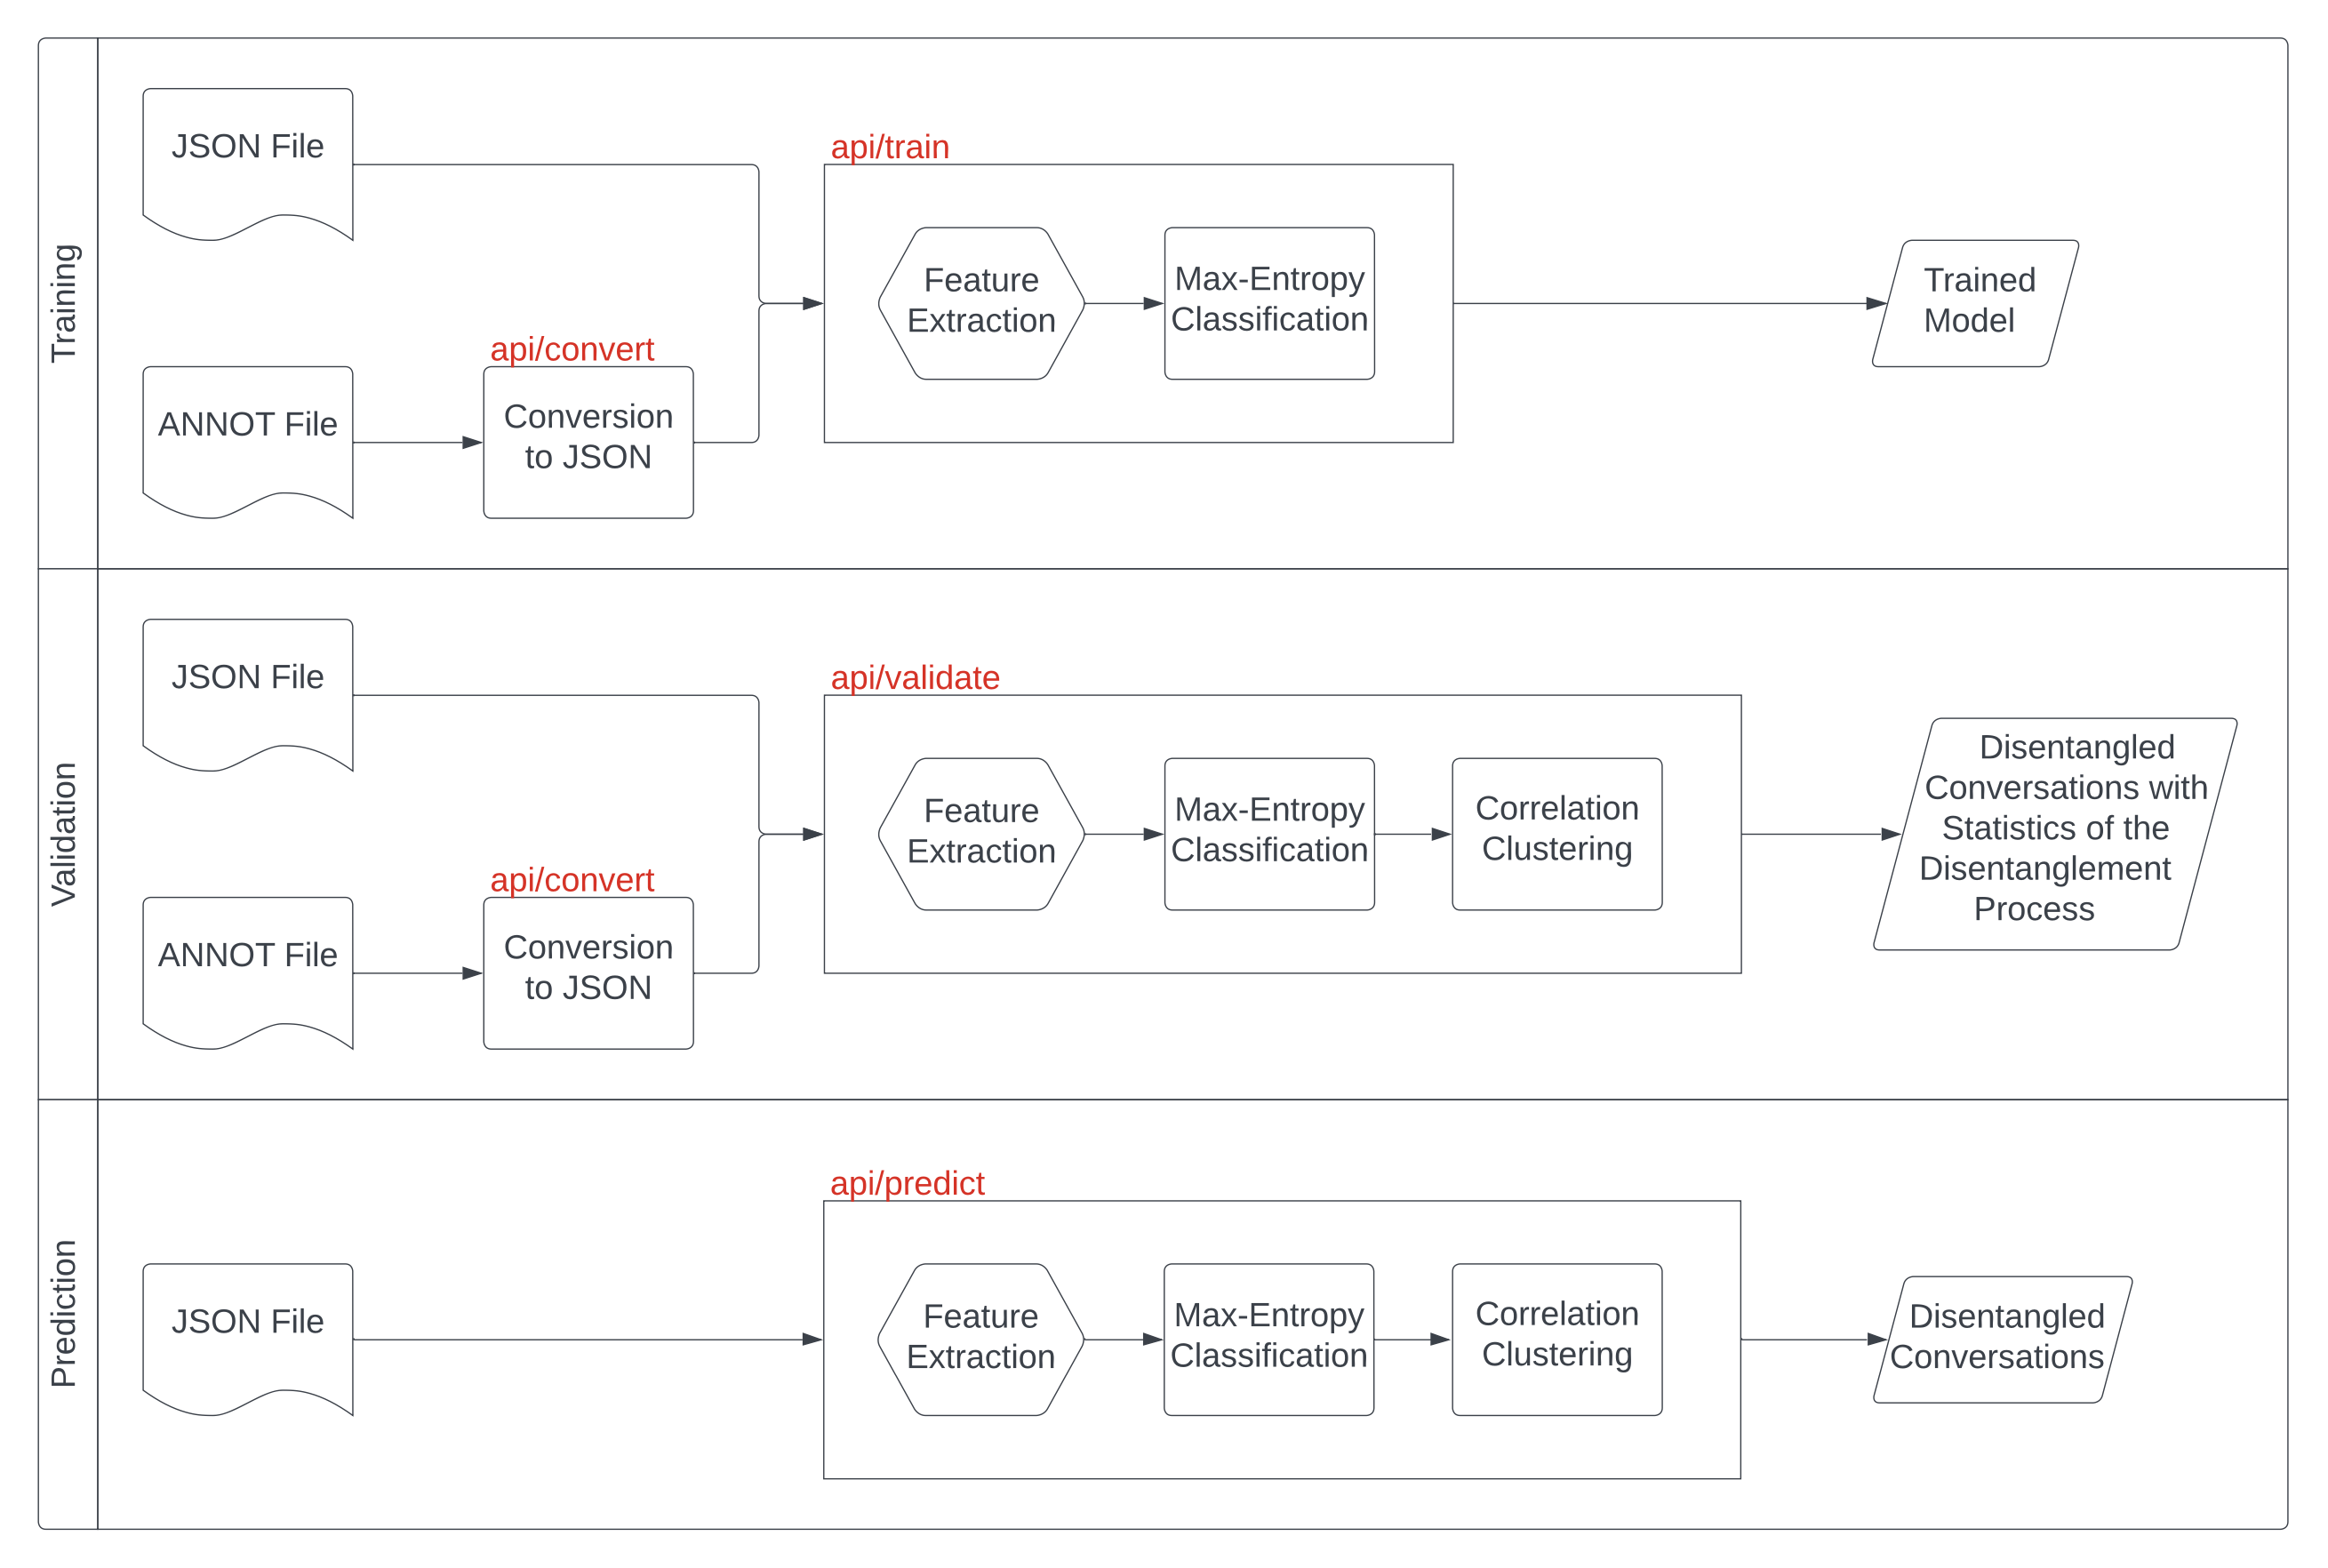 Training
JSON File
api/train
Feature
Extraction
Max-Entropy
Classification
Trained
Model
ANNOT File
api/convert
Conversion
to JSON
Validation
JSON File
api/validate
Feature
Extraction
Max-Entropy
Classification
Correlation
Clustering
Disentangled
Conversations with
Statistics of the
Disentanglement
Process
ANNOT File
api/convert
Conversion
to JSON
Prediction
JSON File
api/predict
Feature
Extraction
Max-Entropy
Classification
Correlation
Clustering
Disentangled
Conversations